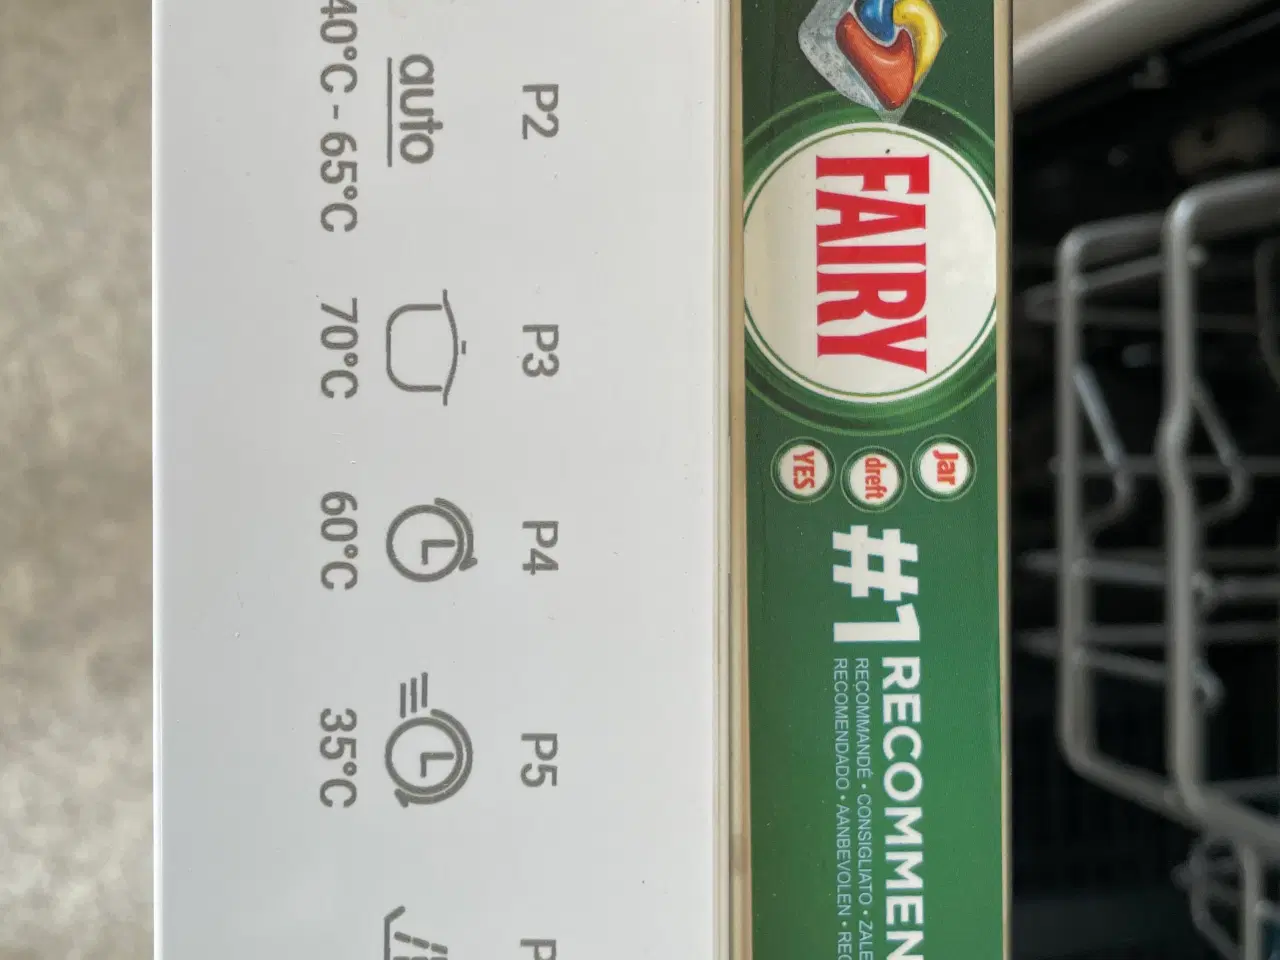 P2
P3
P4
P5
P
auto
40°C - 65°C
70°C
60°C
35°C
FAIRY
Jar
dreft
YES
#1 RECOMMEN
RECOMMANDÉ • CONSIGLIATO • ZALE
RECOMENDADO • AANBEVOLEN • REC